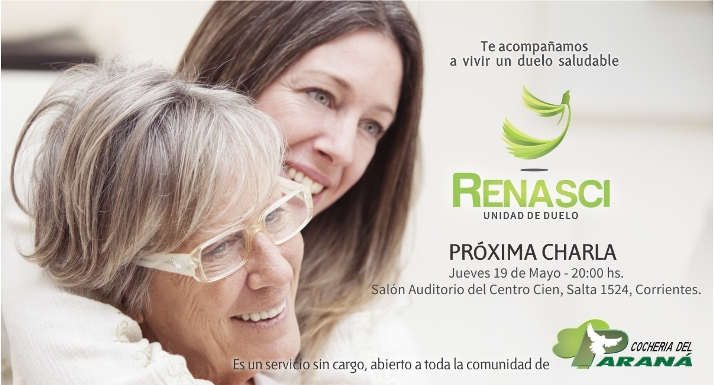 Te acompañamos
a vivir un duelo saludable
RENASCI
UNIDAD DE DUELO
PRÓXIMA CHARLA
Jueves 19 de Mayo - 20:00 hs.
Salón Auditorio del Centro Cien, Salta 1524, Corrientes.
Es un servicio sin cargo, abierto a toda la comunidad de
COCHERIA DEL
PARANÁ